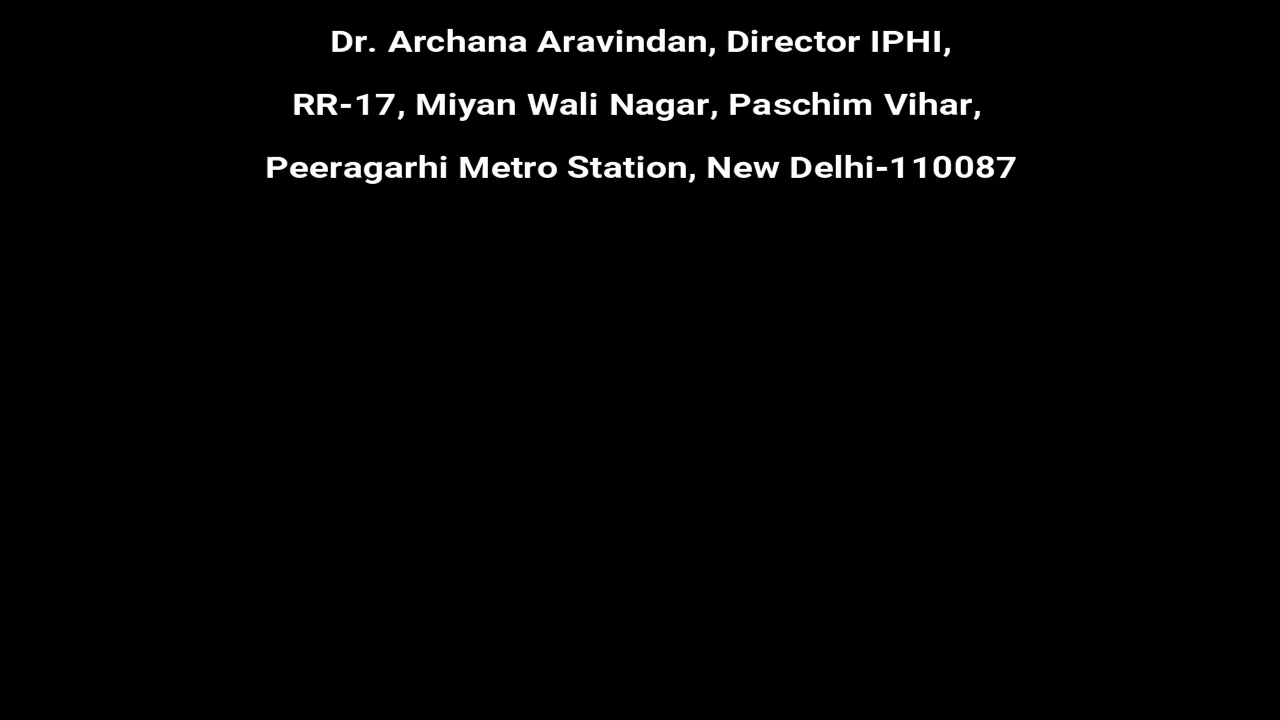 Dr. Archana Aravindan, Director IPHI,
RR-17, Miyan Wali Nagar, Paschim Vihar,
Peeragarhi Metro Station, New Delhi-110087